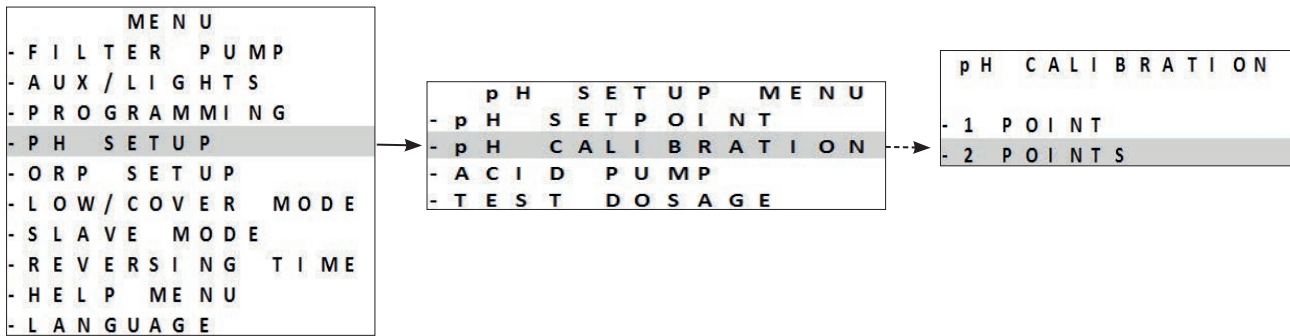 MENU
- FILTER PUMP
- AUX/LIGHTS
- PROGRAMMING
- PH SETUP
- ORP SETUP
- LOW/COVER MODE
- SLAVE MODE
- REVERSING TIME
- HELP MENU
- LANGUAGE
pH SETUP MENU
- pH SETPOINT
- pH CALIBRATION
- ACID PUMP
- TEST DOSAGE
pH CALIBRATION
- 1 POINT
- 2 POINTS